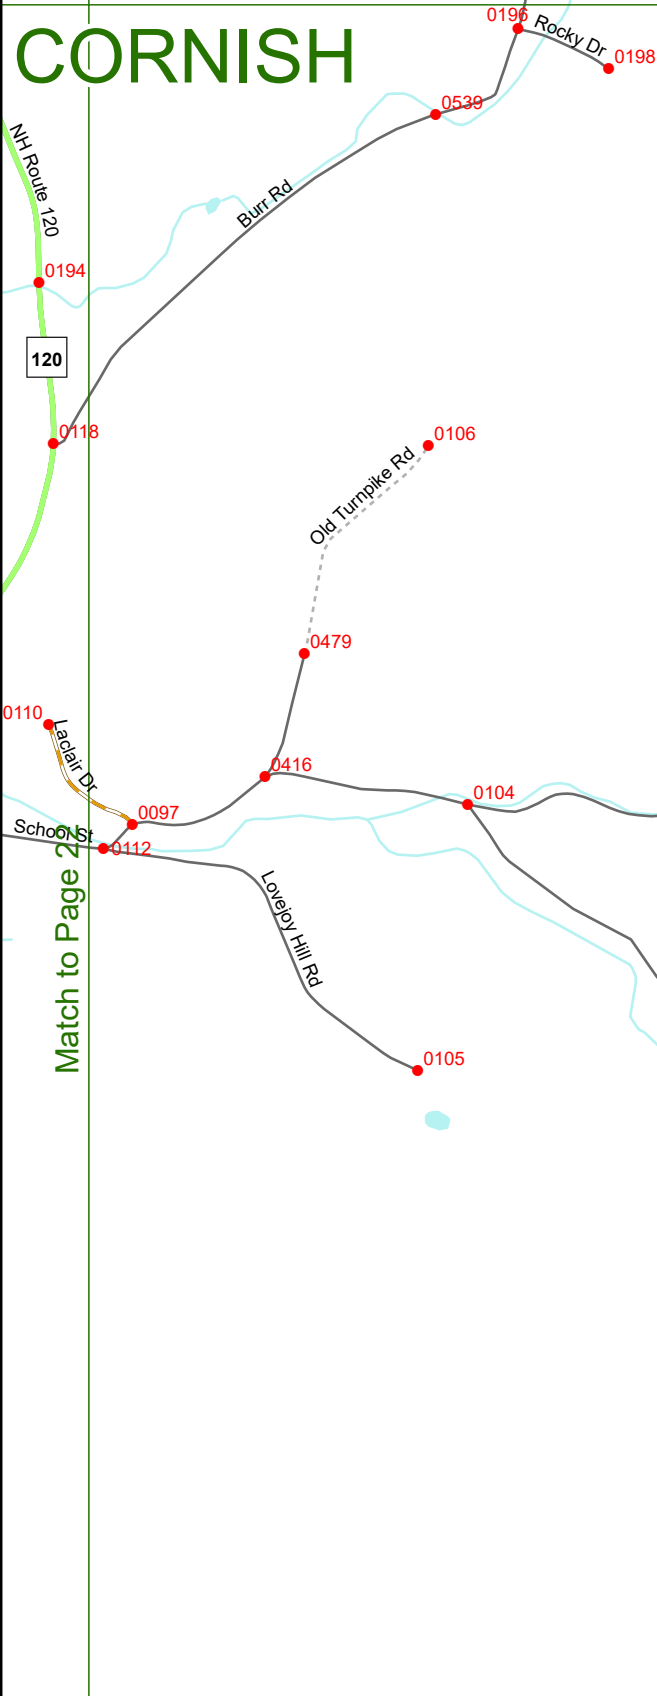 0196
Rocky Dr
0198
CORNISH
0539
NH Route 120
Burr Rd
0194
120
0118
0106
Old Turnpike Rd
0479
0110
Laclair Dr
0416
0104
0097
School St
0112
Match to Page 22
Lovejoy Hill Rd
0105